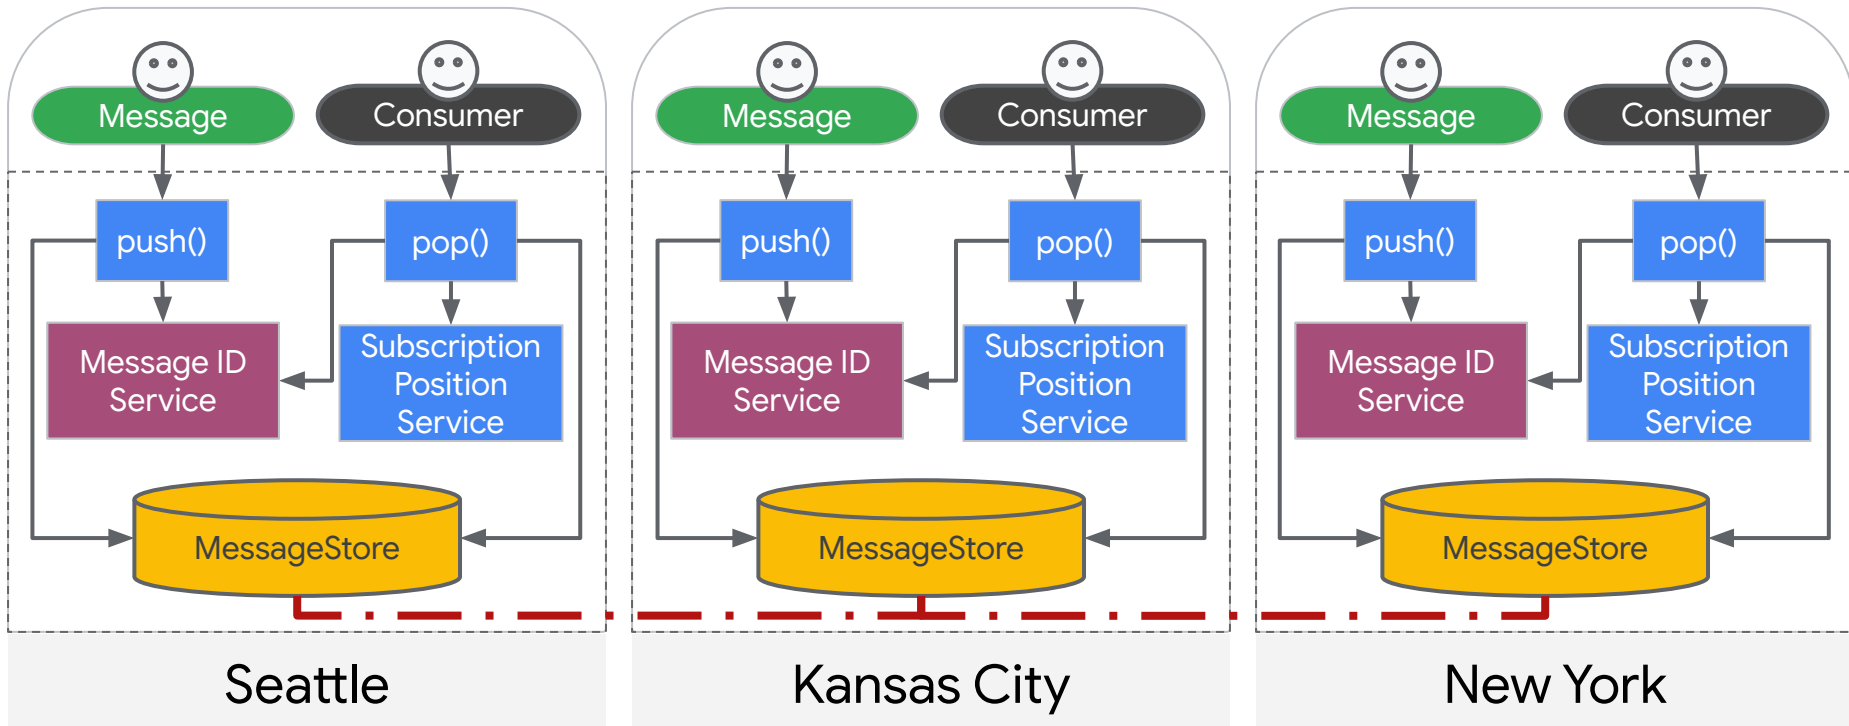 Message
Consumer
push()
pop()
Message ID
Service
Subscription
Position
Service
MessageStore
Seattle
Message
Consumer
push()
pop()
Message ID
Service
Subscription
Position
Service
MessageStore
Kansas City
Message
Consumer
push()
pop()
Message ID
Service
Subscription
Position
Service
MessageStore
New York